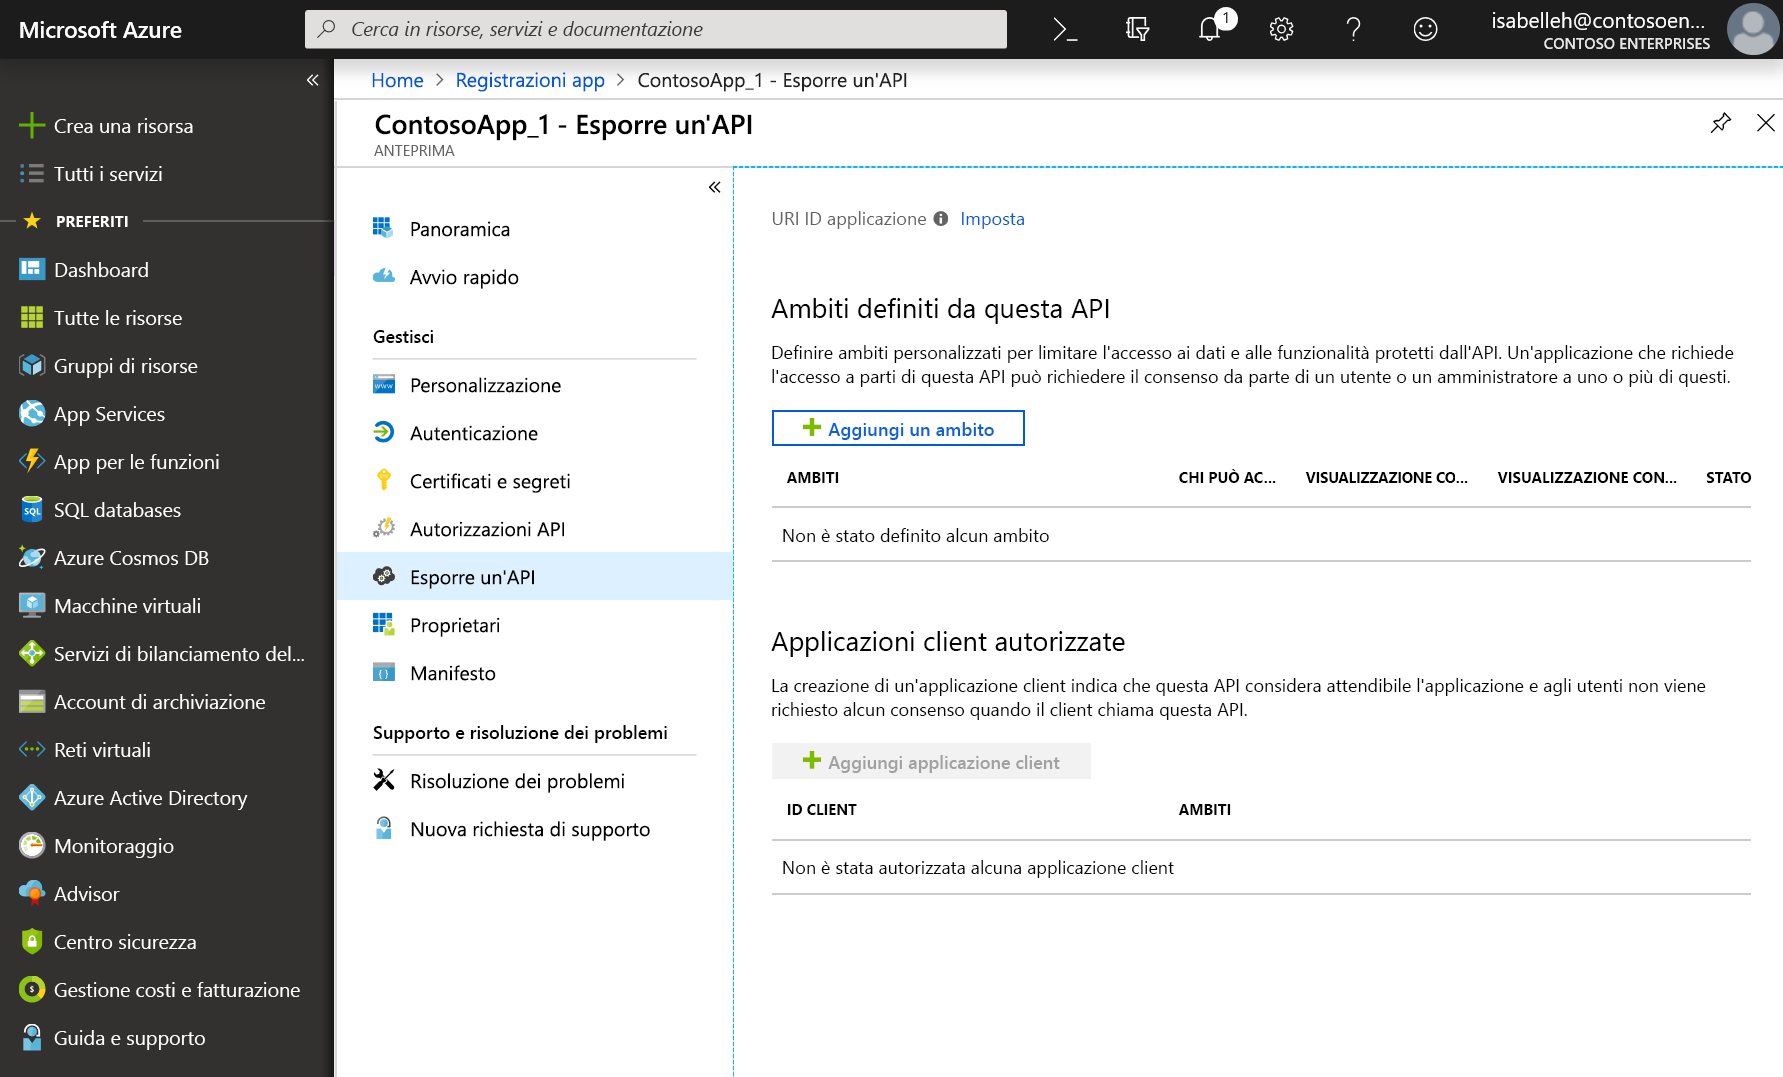 Microsoft Azure
Cerca in risorse, servizi e documentazione
1
isabelleh@contosoen...
CONTOSO ENTERPRISES
Crea una risorsa
Tutti i servizi
PREFERITI
Dashboard
Tutte le risorse
Gruppi di risorse
App Services
App per le funzioni
SQL databases
Azure Cosmos DB
Macchine virtuali
Servizi di bilanciamento del...
Account di archiviazione
Reti virtuali
Azure Active Directory
Monitoraggio
Advisor
Centro sicurezza
Gestione costi e fatturazione
Guida e supporto
Home > Registrazioni app > ContosoApp_1 - Esporre un'API
ContosoApp_1 - Esporre un'API
ANTEPRIMA
Panoramica
Avvio rapido
Gestisci
Personalizzazione
Autenticazione
Certificati e segreti
Autorizzazioni API
Esporre un'API
Proprietari
Manifesto
Supporto e risoluzione dei problemi
Risoluzione dei problemi
Nuova richiesta di supporto
URI ID applicazione Imposta
Ambiti definiti da questa API
Definire ambiti personalizzati per limitare l'accesso ai dati e alle funzionalità protetti dall'API. Un'applicazione che richiede
l'accesso a parti di questa API può richiedere il consenso da parte di un utente o un amministratore a uno o più di questi.
Aggiungi un ambito
AMBITI CHI PUÒ AC... VISUALIZZAZIONE CO... VISUALIZZAZIONE CON... STATO
Non è stato definito alcun ambito
Applicazioni client autorizzate
La creazione di un'applicazione client indica che questa API considera attendibile l'applicazione e agli utenti non viene
richiesto alcun consenso quando il client chiama questa API.
Aggiungi applicazione client
ID CLIENT AMBITI
Non è stata autorizzata alcuna applicazione client